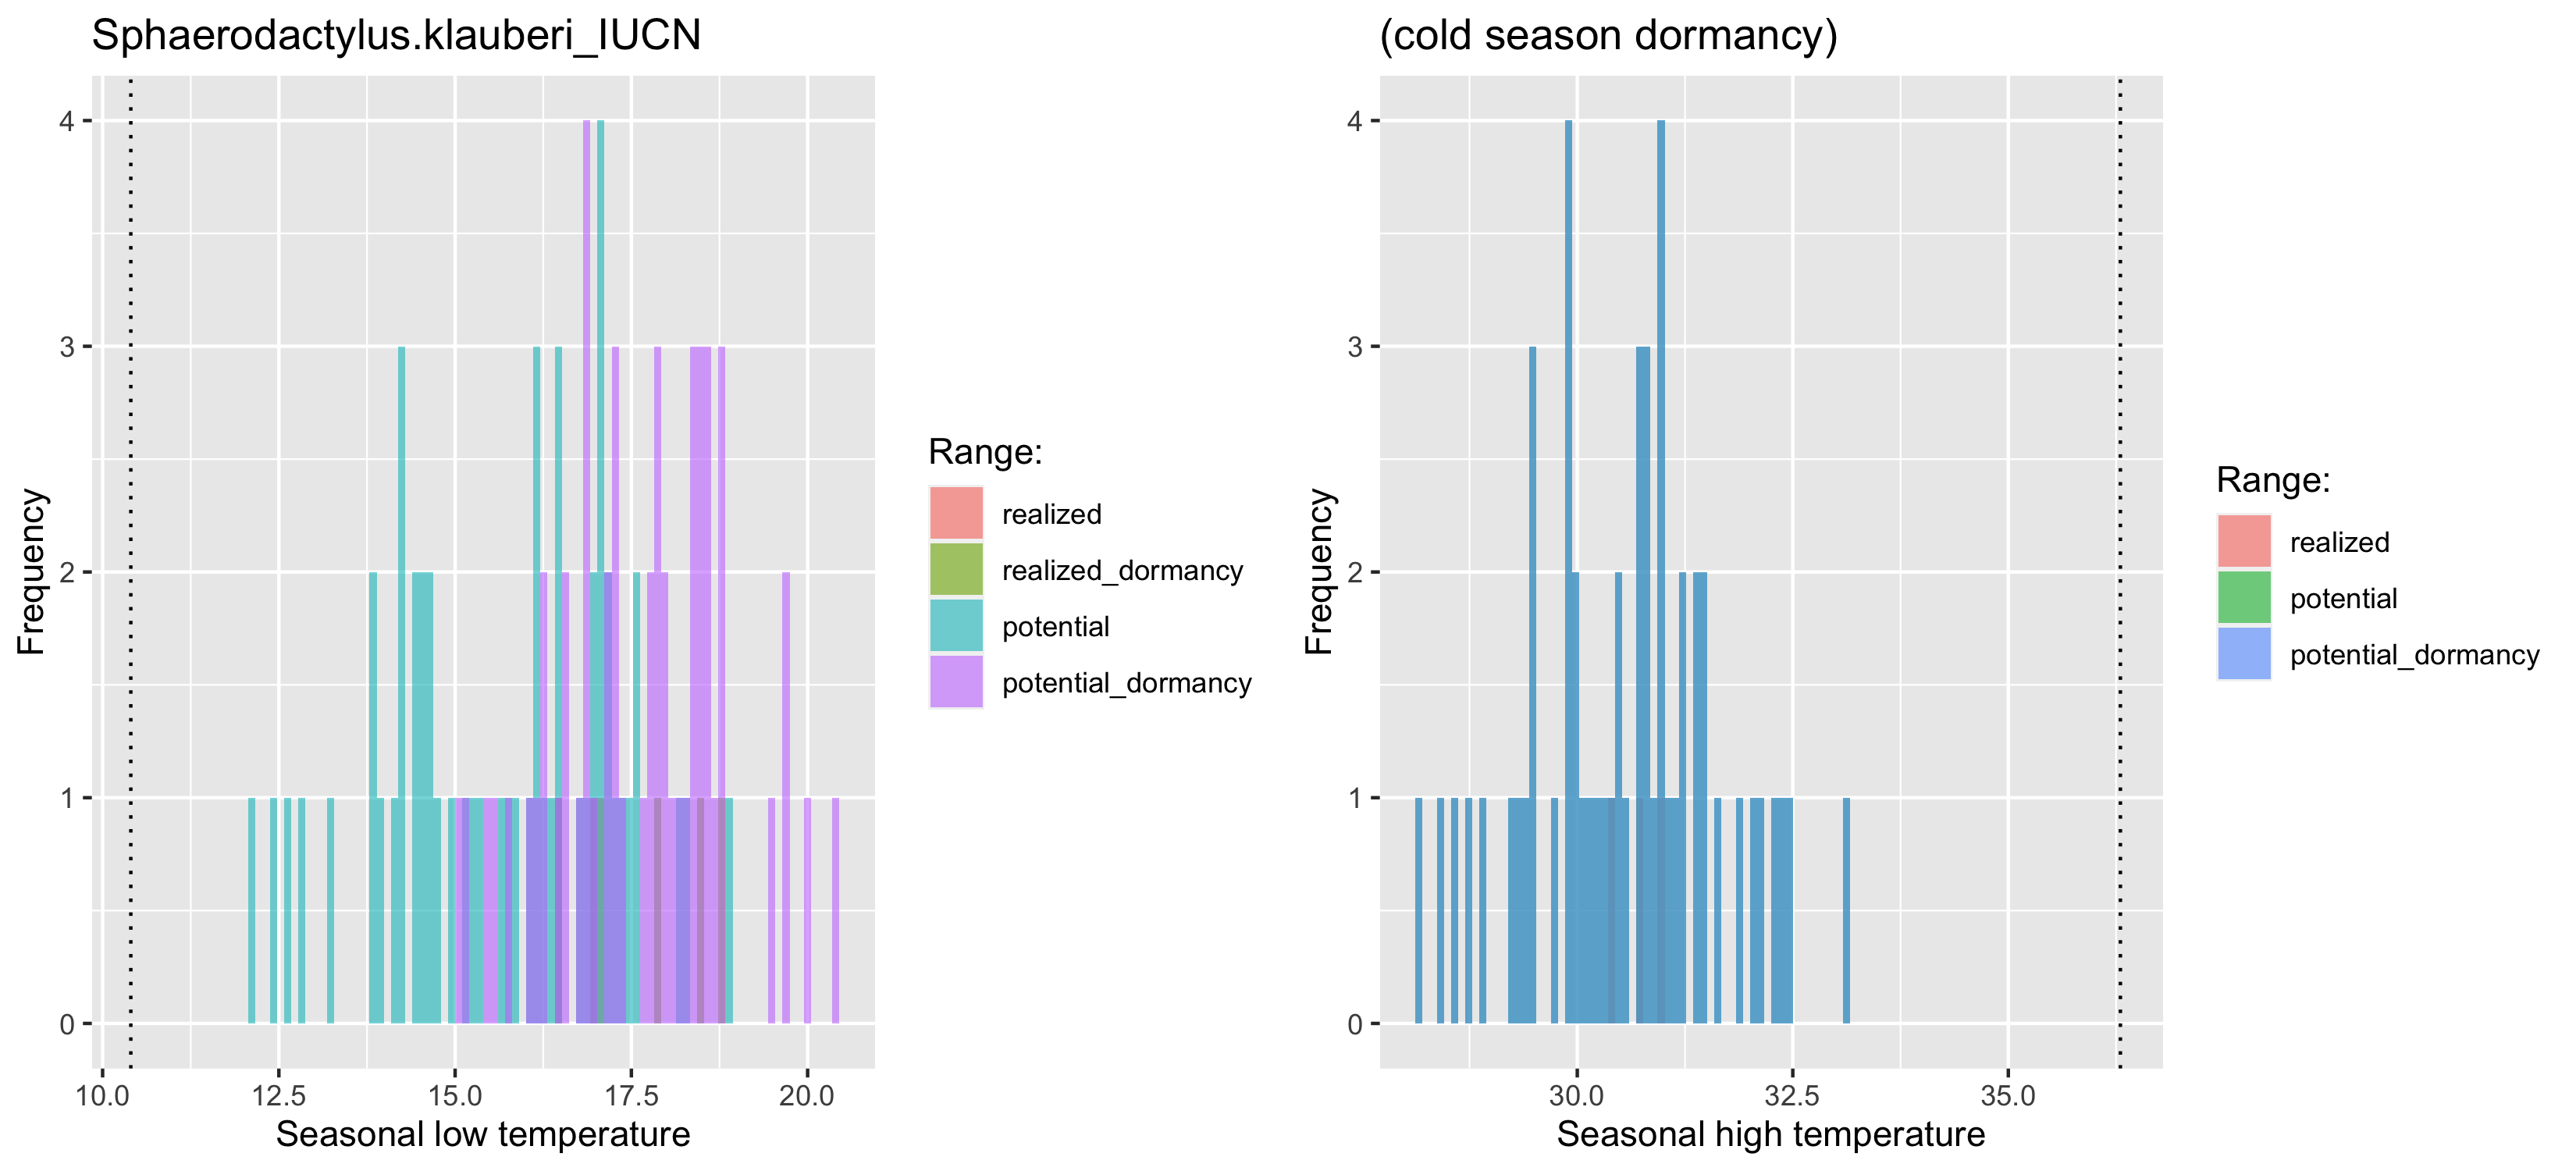 Sphaerodactylus.klauberi_IUCN
Frequency
4
3
2
1
0
10.0 12.5 15.0 17.5 20.0
Seasonal low temperature
Range:
realized
realized_dormancy
potential
potential_dormancy
(cold season dormancy)
Frequency
4
3
2
1
0
30.0 32.5 35.0
Seasonal high temperature
Range:
realized
potential
potential_dormancy